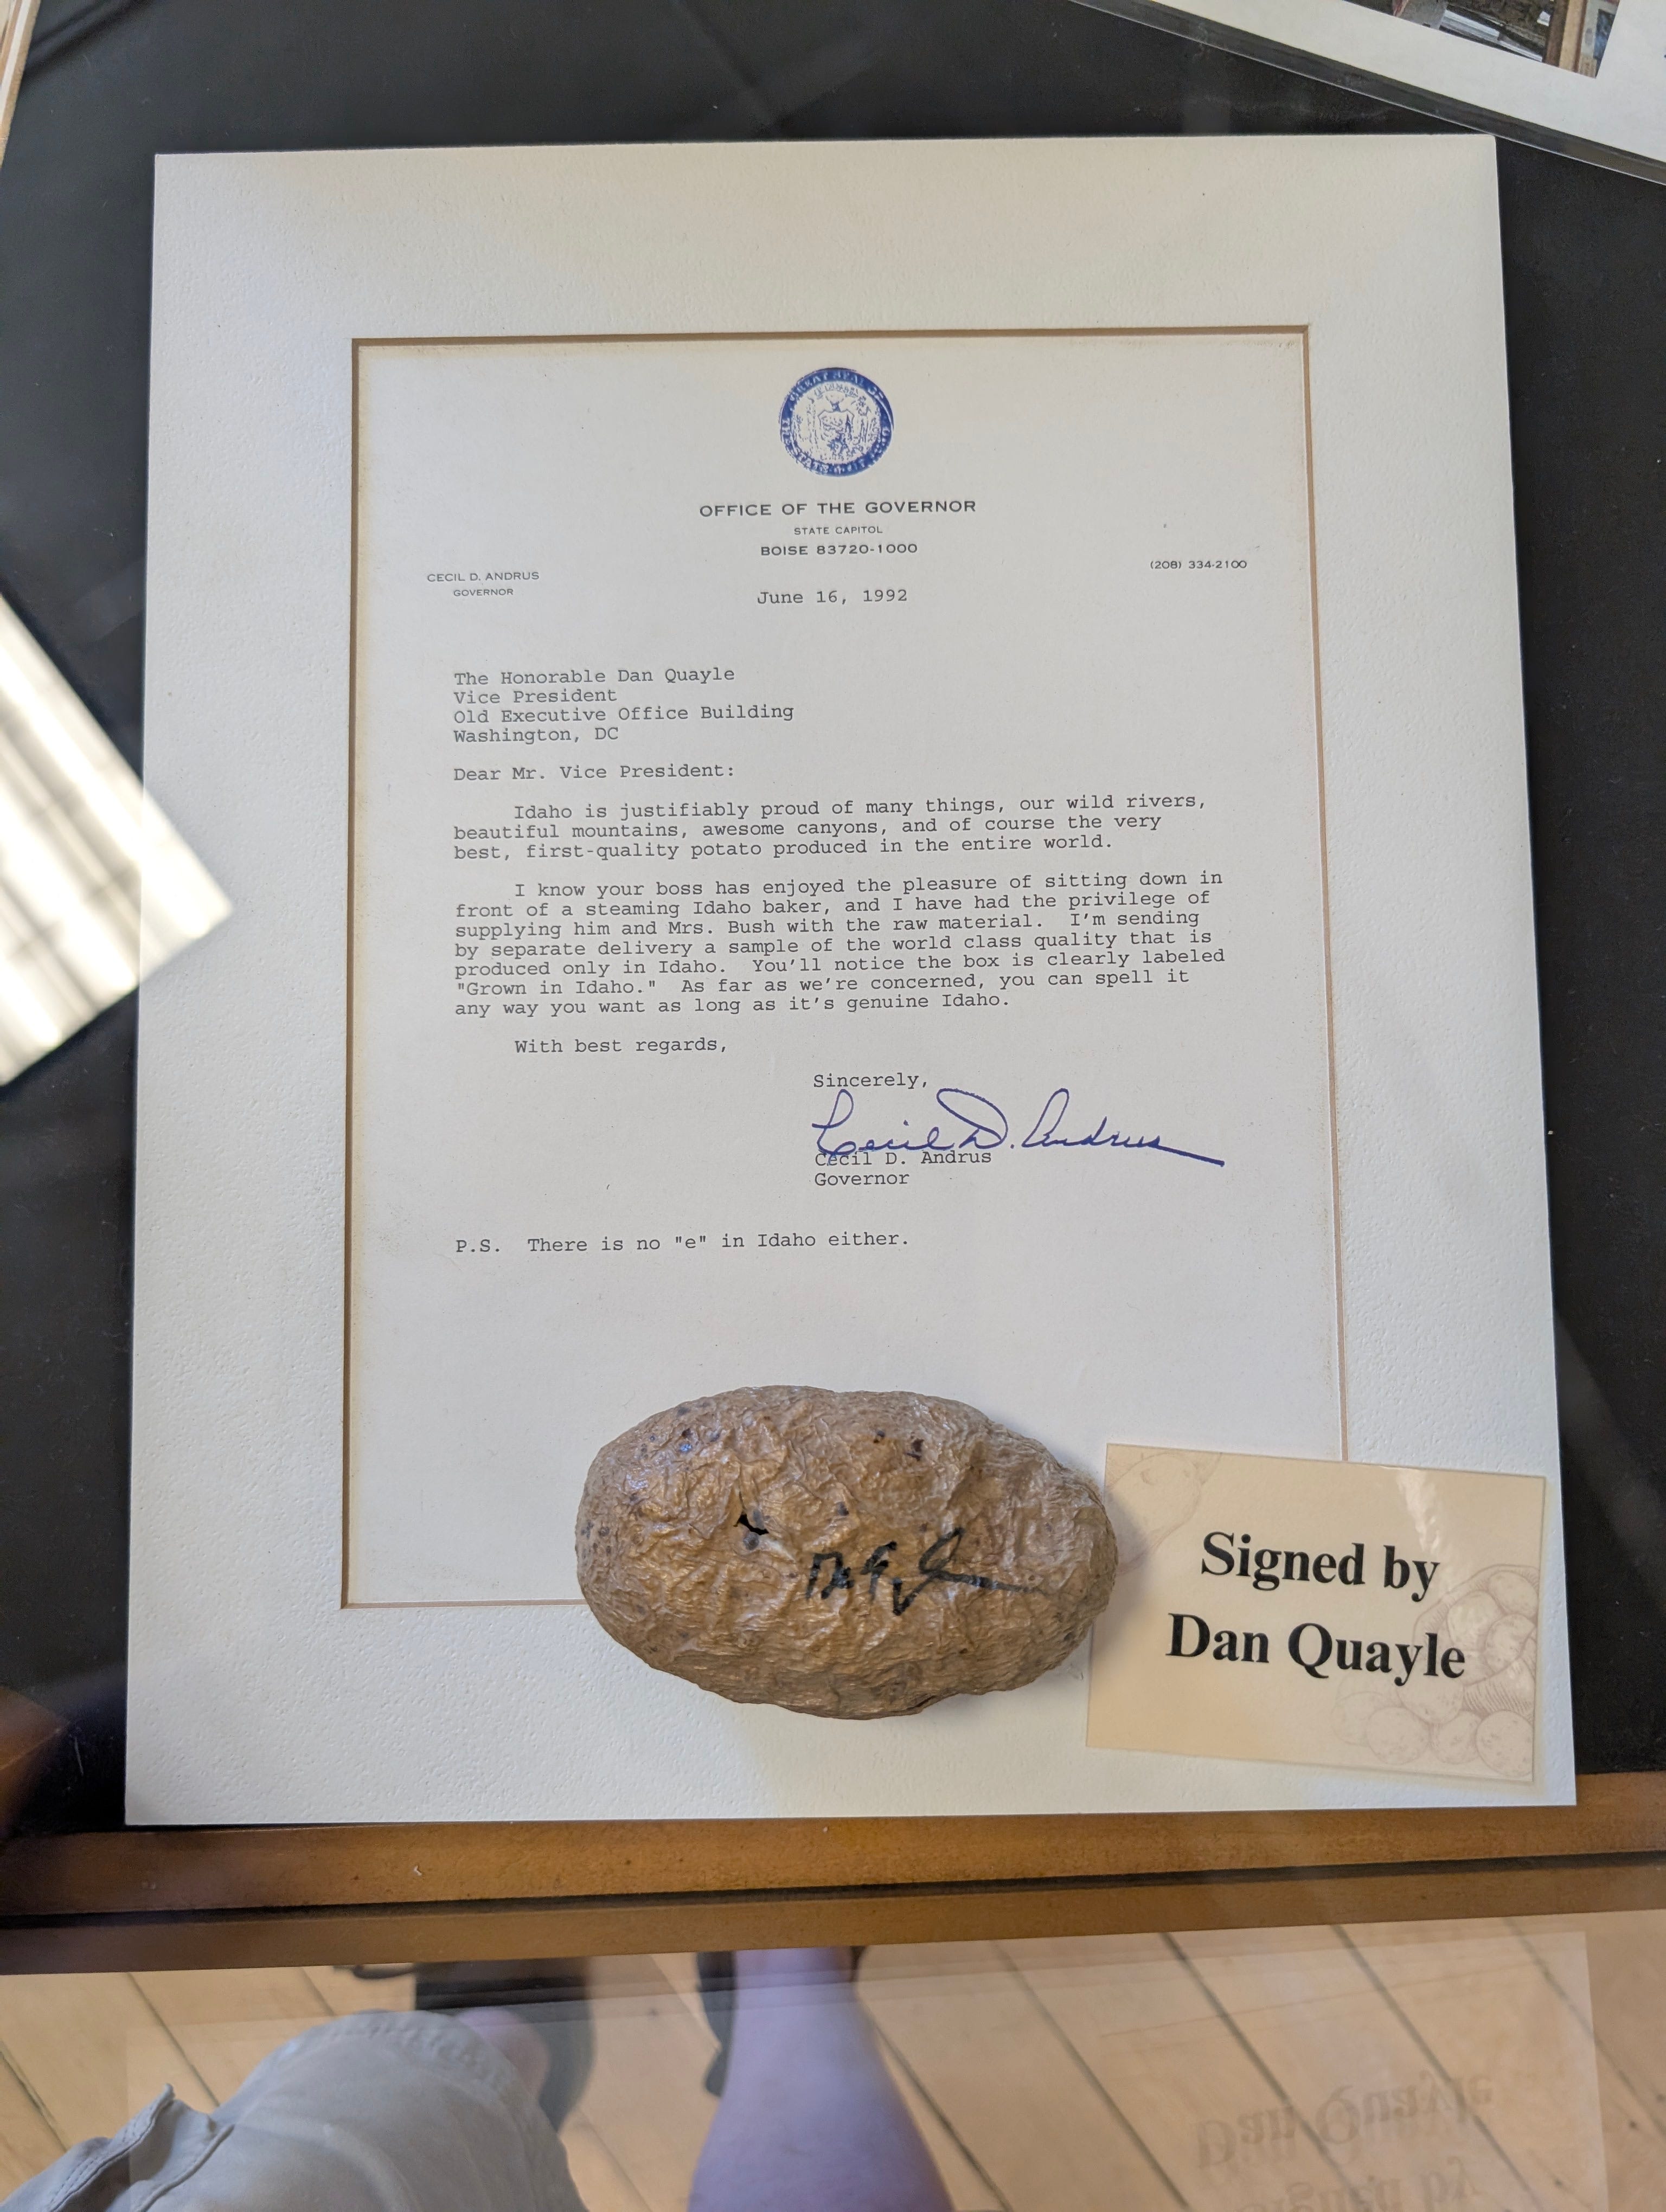 THE GREAT SEAL OF
STATE OF
OFFICE OF THE GOVERNOR
STATE CAPITOL
BOISE 83720-1000
CECIL D. ANDRUS
GOVERNOR
(208) 334-2100
June 16, 1992
The Honorable Dan Quayle
Vice President
Old Executive Office Building
Washington, DC
Dear Mr. Vice President:
Idaho is justifiably proud of many things, our wild rivers,
beautiful mountains, awesome canyons, and of course the very
best, first-quality potato produced in the entire world.
I know your boss has enjoyed the pleasure of sitting down in
front of a steaming Idaho baker, and I have had the privilege of
supplying him and Mrs. Bush with the raw material.  I'm sending
by separate delivery a sample of the world class quality that is
produced only in Idaho.  You'll notice the box is clearly labeled
"Grown in Idaho."  As far as we're concerned, you can spell it
any way you want as long as it's genuine Idaho.
With best regards,
Sincerely,
Cecil D. Andrus
Cecil D. Andrus
Governor
P.S.  There is no "e" in Idaho either.
Signed by
Dan Quayle